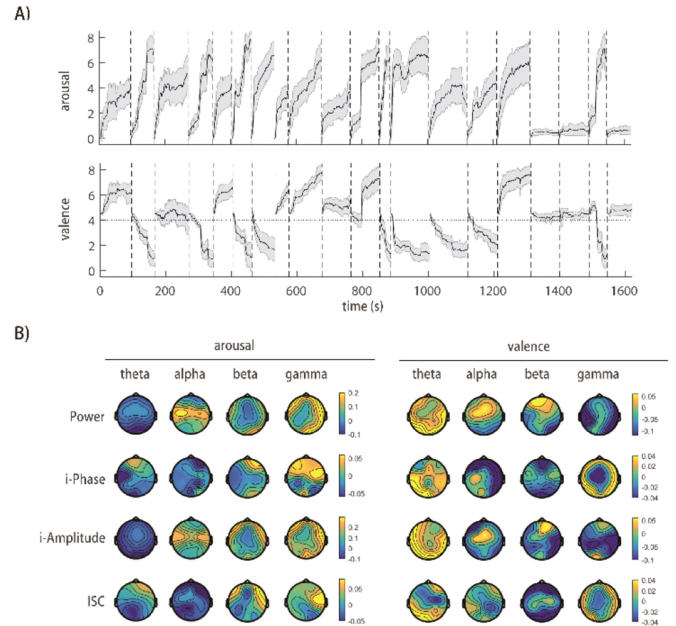 A)
8
6
4
2
0
arousal
8
6
4
2
0
valence
0 200 400 600 800 1000 1200 1400 1600
time (s)
B)
arousal valence
theta alpha beta gamma theta alpha beta gamma
Power 0.2 0.1 0 -0.1 0.05 0 -0.1
i-Phase 0.05 0 -0.05 0.04 0.02 0 -0.02 -0.04
i-Amplitude 0.2 0.1 0 -0.1 0.05 0 -0.05
ISC 0.05 0 -0.05 0.04 0.02 0 -0.02 -0.04